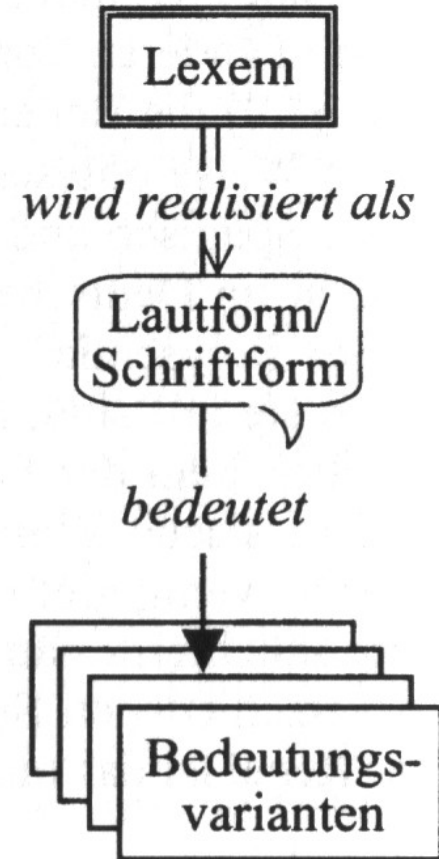 Lexem
wird realisiert als
Lautform/
Schriftform
bedeutet
Bedeutungs-
varianten